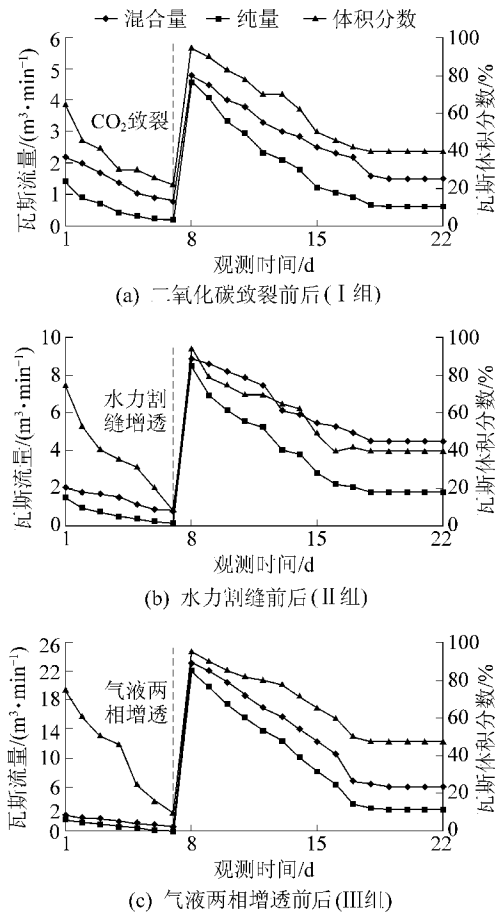 混合量 纯量 体积分数
6 100
5 80
4 60
3 40
2 20
1 0
0
瓦斯流量/(m³·min⁻¹)
瓦斯体积分数/%
CO₂致裂
1 8 15 22
观测时间/d
(a) 二氧化碳致裂前后(Ⅰ组)
10 100
8 80
6 60
4 40
2 20
0 0
瓦斯流量/(m³·min⁻¹)
瓦斯体积分数/%
水力割
缝增透
1 8 15 22
观测时间/d
(b) 水力割缝前后(Ⅱ组)
26 100
22 80
18 60
14 40
10 20
6 0
2
0
瓦斯流量/(m³·min⁻¹)
瓦斯体积分数/%
气液两
相增透
1 8 15 22
观测时间/d
(c) 气液两相增透前后(Ⅲ组)